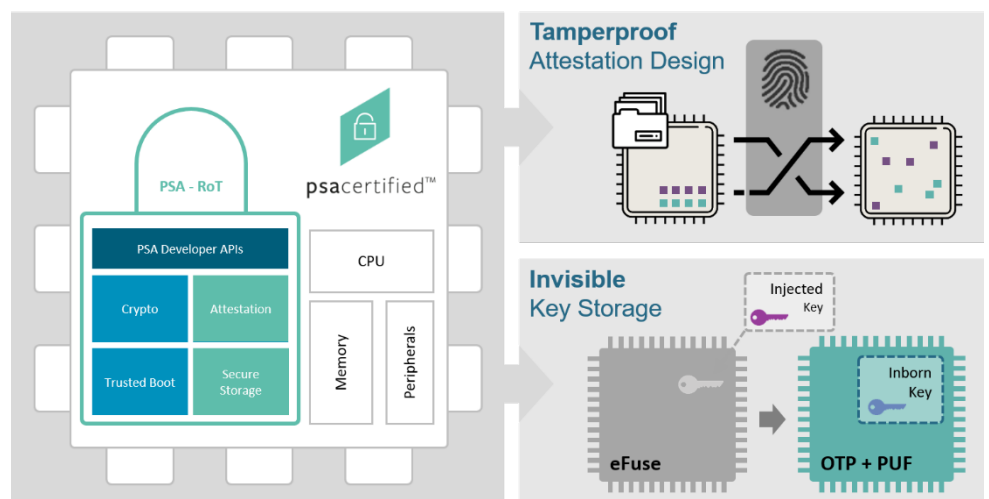 PSA - RoT
psacertified™
PSA Developer APIs
Crypto
Attestation
Trusted Boot
Secure
Storage
CPU
Memory
Peripherals
Tamperproof
Attestation Design
Invisible
Key Storage
Injected
Key
eFuse
Inborn
Key
OTP + PUF